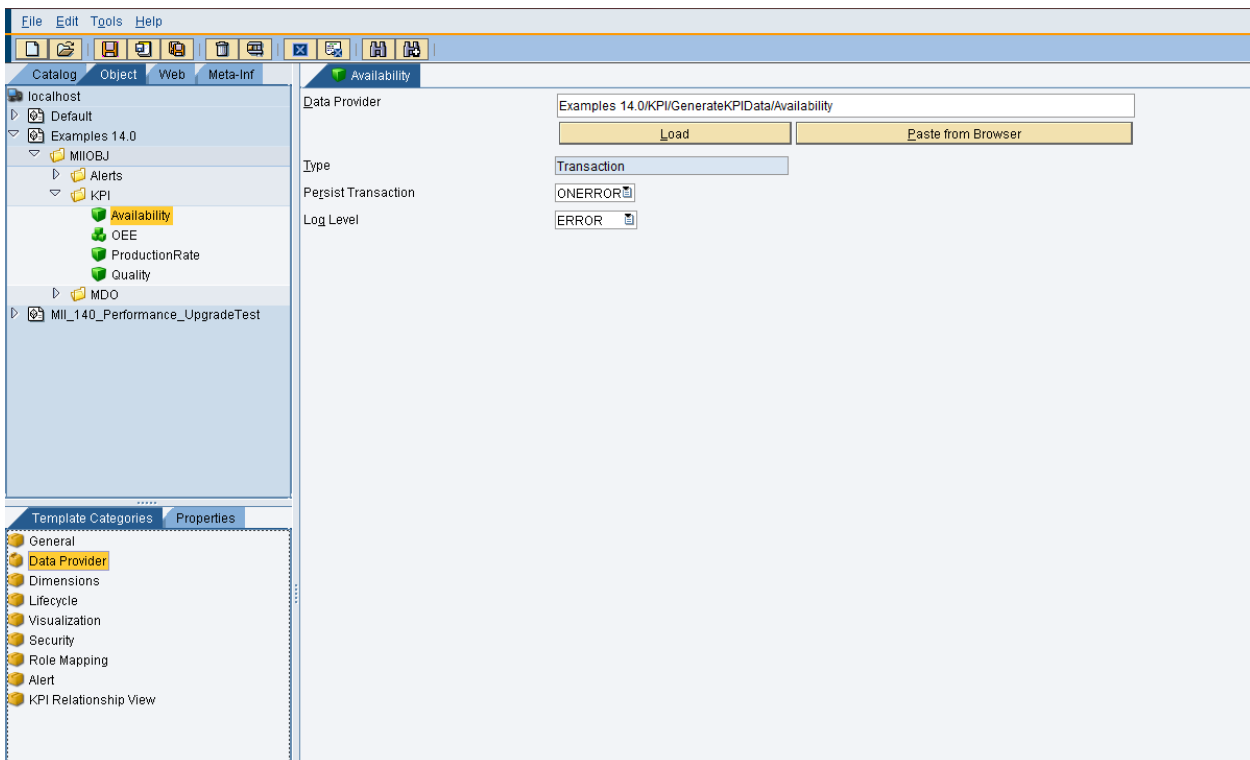 File Edit Tools Help
Catalog Object Web Meta-Inf
localhost
Default
Examples 14.0
MIIOBJ
Alerts
KPI
Availability
OEE
ProductionRate
Quality
MDO
MII_140_Performance_UpgradeTest
Template Categories Properties
General
Data Provider
Dimensions
Lifecycle
Visualization
Security
Role Mapping
Alert
KPI Relationship View
Availability
Data Provider Examples 14.0/KPI/GenerateKPIData/Availability
Load Paste from Browser
Type Transaction
Persist Transaction ONERROR
Log Level ERROR